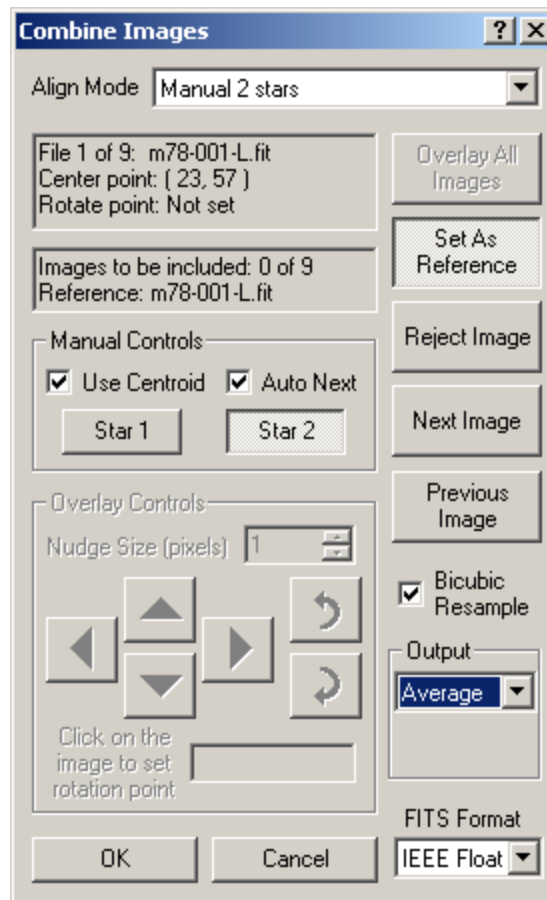 Combine Images
Align Mode
Manual 2 stars
File 1 of 9: m78-001-L.fit
Center point: ( 23, 57 )
Rotate point: Not set
Overlay All
Images
Set As
Reference
Images to be included: 0 of 9
Reference: m78-001-L.fit
Reject Image
Manual Controls
Use Centroid
Auto Next
Star 1
Star 2
Next Image
Previous
Image
Overlay Controls
Nudge Size (pixels)
1
Bicubic
Resample
Output
Average
Click on the
image to set
rotation point
FITS Format
IEEE Float
OK
Cancel